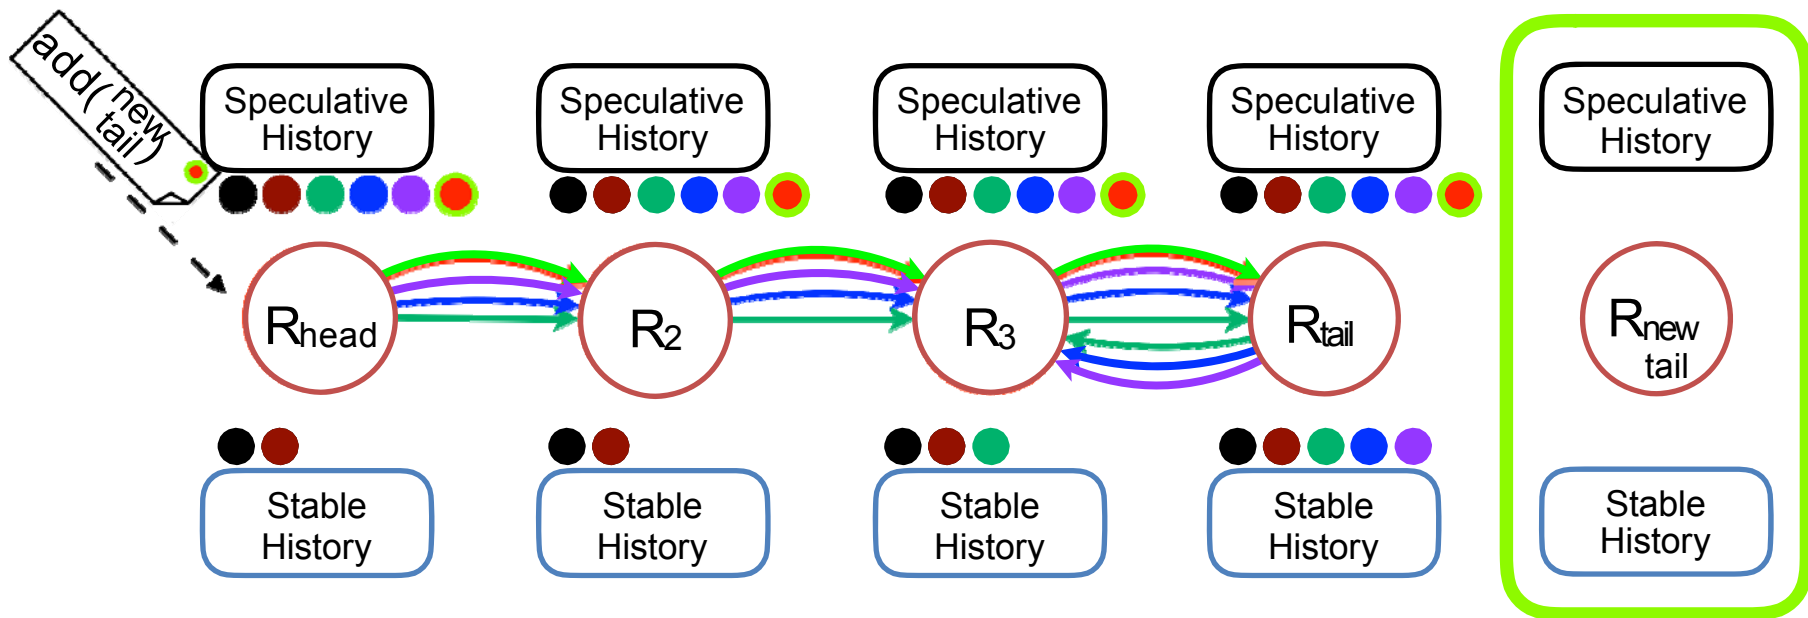 add(new
tail)
Speculative
History
Speculative
History
Speculative
History
Speculative
History
Speculative
History
Rhead
R2
R3
Rtail
Rnew
tail
Stable
History
Stable
History
Stable
History
Stable
History
Stable
History